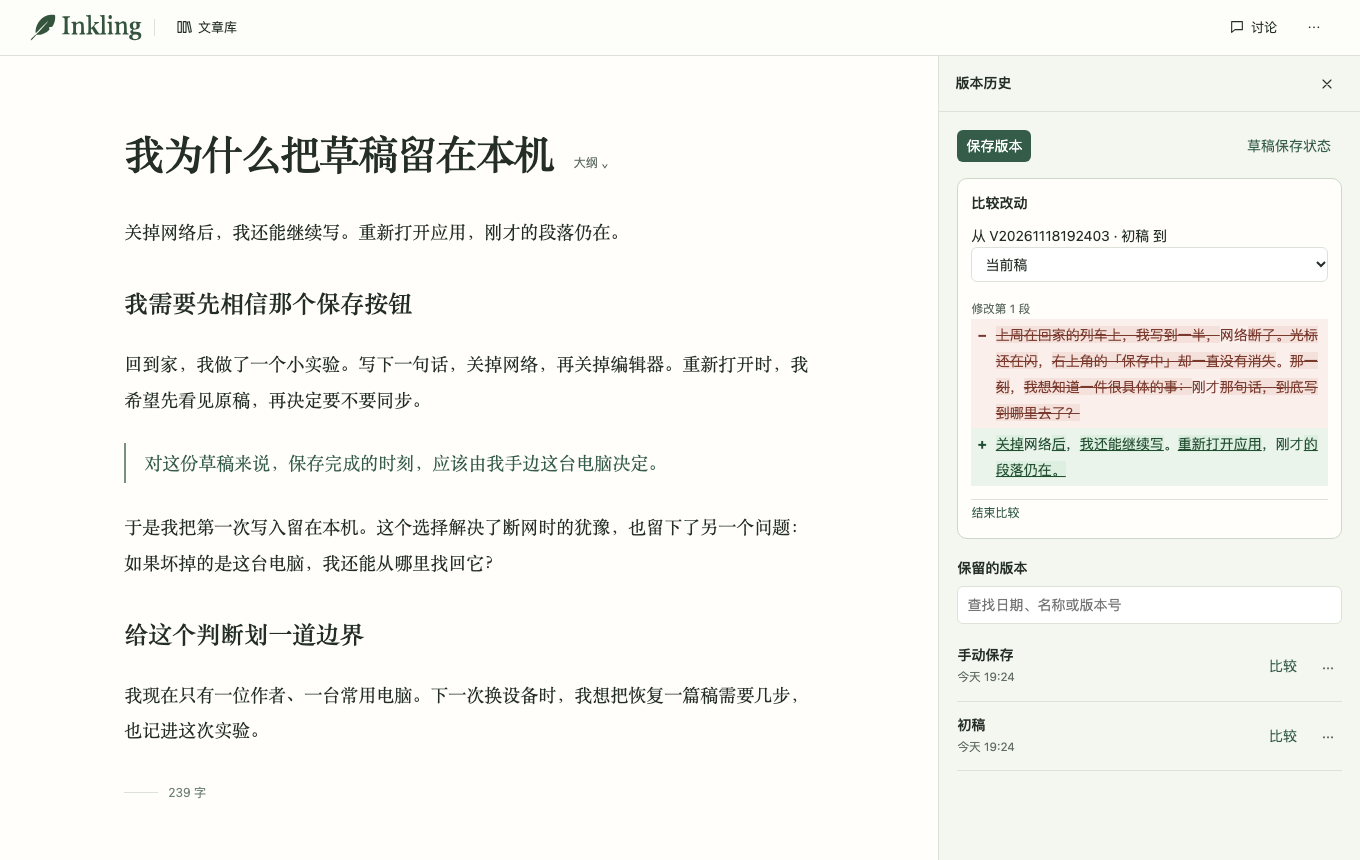 Inkling
文章库
讨论
...
我为什么把草稿留在本机
大纲
关掉网络后，我还能继续写。重新打开应用，刚才的段落仍在。
我需要先相信那个保存按钮
回到家，我做了一个小实验。写下一句话，关掉网络，再关掉编辑器。重新打开时，我
希望先看见原稿，再决定要不要同步。
对这份草稿来说，保存完成的时刻，应该由我手边这台电脑决定。
于是我把第一次写入留在本机。这个选择解决了断网时的犹豫，也留下了另一个问题：
如果坏掉的是这台电脑，我还能从哪里找回它？
给这个判断划一道边界
我现在只有一位作者、一台常用电脑。下一次换设备时，我想把恢复一篇稿需要几步，
也记进这次实验。
239 字
版本历史
保存版本
草稿保存状态
比较改动
从 V20261118192403 · 初稿 到
当前稿
修改第 1 段
− 上周在回家的列车上，我写到一半，网络断了。光标
还在闪，右上角的「保存中」却一直没有消失。那一
刻，我想知道一件很具体的事：刚才那句话，到底写
到哪里去了？
+ 关掉网络后，我还能继续写。重新打开应用，刚才的
段落仍在。
结束比较
保留的版本
查找日期、名称或版本号
手动保存
今天 19:24
比较
...
初稿
今天 19:24
比较
...